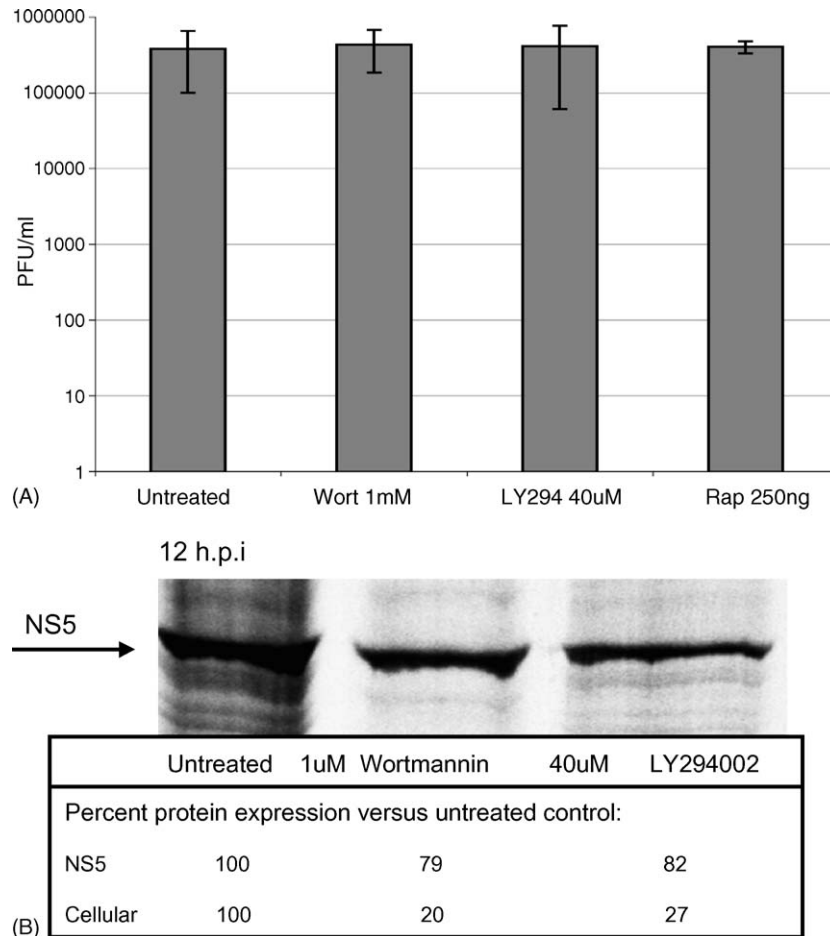 1000000
100000
10000
1000
100
10
1
PFU/ml
Untreated Wort 1mM LY294 40uM Rap 250ng
(A)
12 h.p.i
NS5
Untreated 1uM Wortmannin 40uM LY294002
Percent protein expression versus untreated control:
NS5 100 79 82
Cellular 100 20 27
(B)